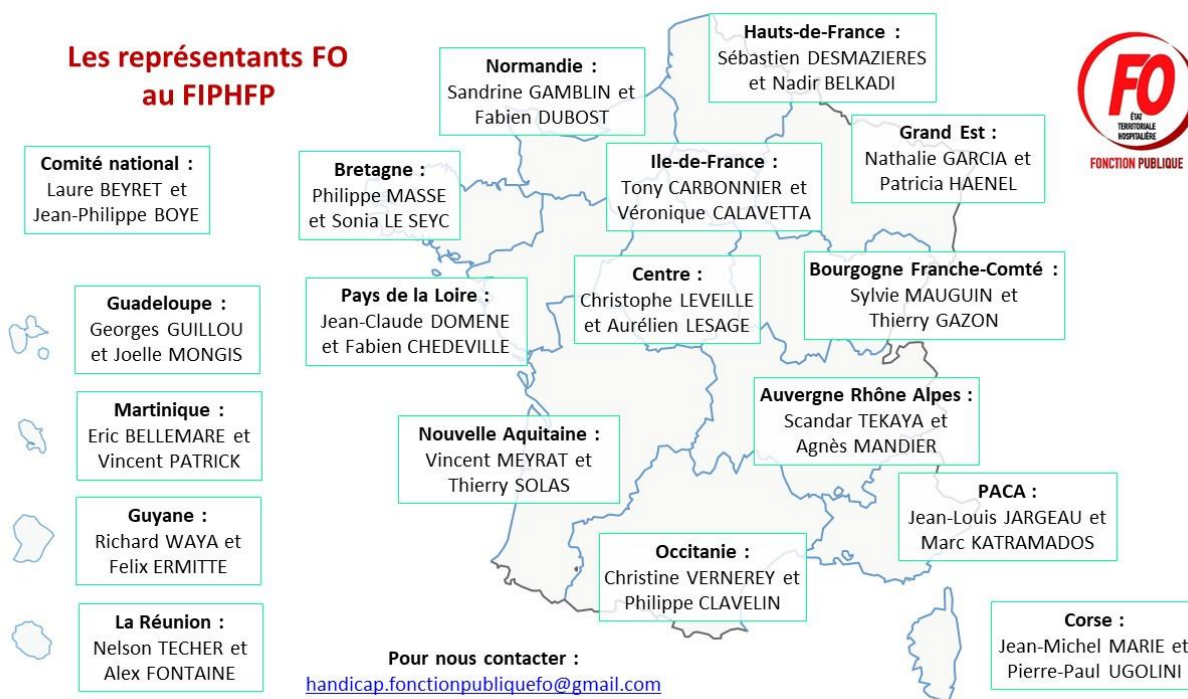 Les représentants FO
au FIPHFP
Hauts-de-France :
Sébastien DESMAZIERES
et Nadir BELKADI
Normandie :
Sandrine GAMBLIN et
Fabien DUBOST
FO
ÉTAT
TERRITORIALE
HOSPITALIÈRE
FONCTION PUBLIQUE
Grand Est :
Nathalie GARCIA et
Patricia HAENEL
Comité national :
Laure BEYRET et
Jean-Philippe BOYE
Bretagne :
Philippe MASSE
et Sonia LE SEYC
Ile-de-France :
Tony CARBONNIER et
Véronique CALAVETTA
Bourgogne Franche-Comté :
Sylvie MAUGUIN et
Thierry GAZON
Centre :
Christophe LEVEILLE
et Aurélien LESAGE
Pays de la Loire :
Jean-Claude DOMENE
et Fabien CHEDEVILLE
Guadeloupe :
Georges GUILLOU
et Joelle MONGIS
Auvergne Rhône Alpes :
Scandar TEKAYA et
Agnès MANDIER
Martinique :
Eric BELLEMARE et
Vincent PATRICK
Nouvelle Aquitaine :
Vincent MEYRAT et
Thierry SOLAS
PACA :
Jean-Louis JARGEAU et
Marc KATRAMADOS
Guyane :
Richard WAYA et
Felix ERMITTE
Occitanie :
Christine VERNEREY et
Philippe CLAVELIN
La Réunion :
Nelson TECHER et
Alex FONTAINE
Corse :
Jean-Michel MARIE et
Pierre-Paul UGOLINI
Pour nous contacter :
handicap.fonctionpubliquefo@gmail.com